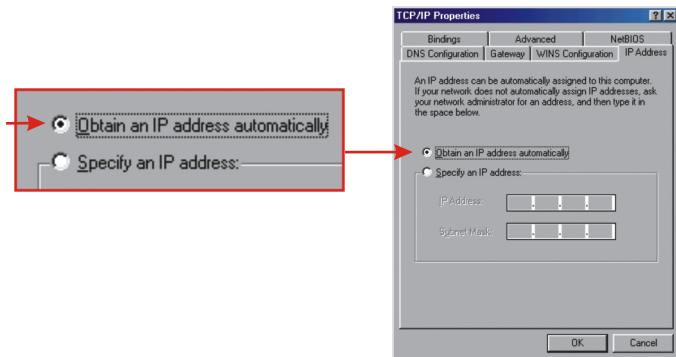 Obtain an IP address automatically
Specify an IP address:
TCP/IP Properties
Bindings
Advanced
NetBIOS
DNS Configuration
Gateway
WINS Configuration
IP Address
An IP address can be automatically assigned to this computer.
If your network does not automatically assign IP addresses, ask
your network administrator for an address, and then type it in
the space below.
Obtain an IP address automatically
Specify an IP address:
IP Address:
Subnet Mask:
OK
Cancel